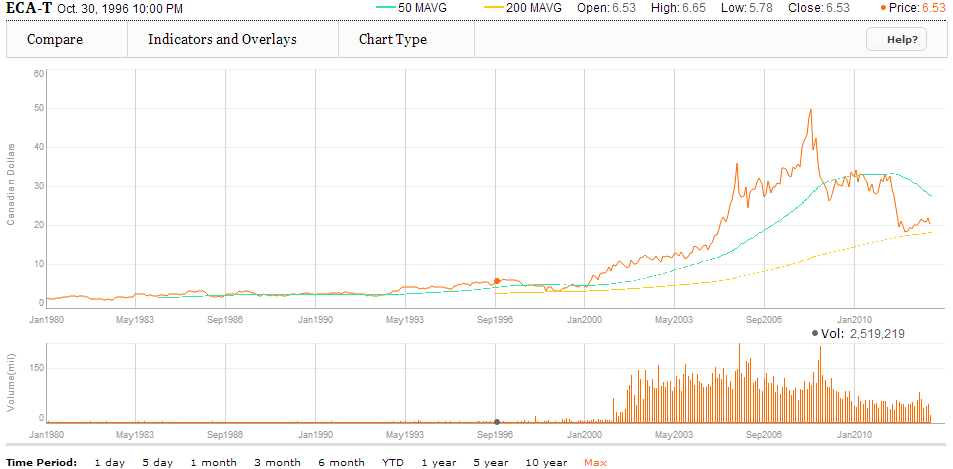 ECA-T Oct. 30, 1996 10:00 PM 50 MAVG 200 MAVG Open: 6.53 High: 6.65 Low: 5.78 Close: 6.53 Price: 6.53
Compare Indicators and Overlays Chart Type Help?
60
50
40
30
20
10
0
Canadian Dollars
Jan1980 May1983 Sep1986 Jan1990 May1993 Sep1996 Jan2000 May2003 Sep2006 Jan2010
Vol: 2,519,219
150
0
Volume(mil)
Jan1980 May1983 Sep1986 Jan1990 May1993 Sep1996 Jan2000 May2003 Sep2006 Jan2010
Time Period: 1 day 5 day 1 month 3 month 6 month YTD 1 year 5 year 10 year Max